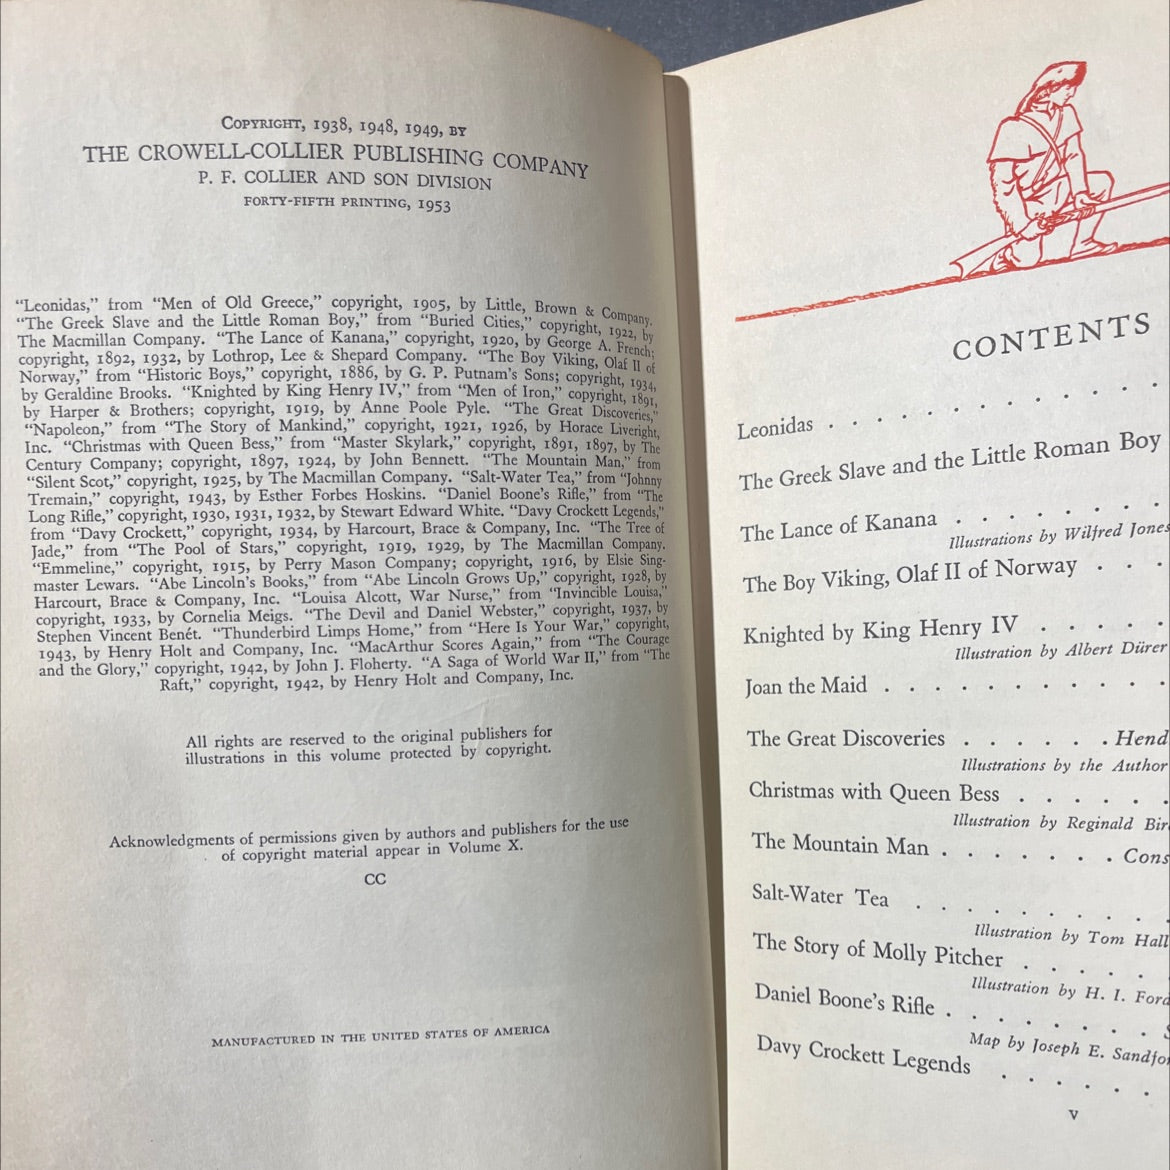 COPYRIGHT, 1938, 1948, 1949, BY
THE CROWELL-COLLIER PUBLISHING COMPANY
P. F. COLLIER AND SON DIVISION
FORTY-FIFTH PRINTING, 1953
"Leonidas," from "Men of Old Greece," copyright, 1905, by Little, Brown & Company.
"The Greek Slave and the Little Roman Boy," from "Buried Cities," copyright, 1922, by
The Macmillan Company. "The Lance of Kanana," copyright, 1920, by George A. French;
copyright, 1892, 1932, by Lothrop, Lee & Shepard Company. "The Boy Viking, Olaf II of
Norway," from "Historic Boys," copyright, 1886, by G. P. Putnam's Sons; copyright, 1934,
by Geraldine Brooks. "Knighted by King Henry IV," from "Men of Iron," copyright, 1891,
by Harper & Brothers; copyright, 1919, by Anne Poole Pyle. "The Great Discoveries,"
"Napoleon," from "The Story of Mankind," copyright, 1921, 1926, by Horace Liveright,
Inc. "Christmas with Queen Bess," from "Master Skylark," copyright, 1891, 1897, by The
Century Company; copyright, 1897, 1924, by John Bennett. "The Mountain Man," from
"Silent Scot," copyright, 1925, by The Macmillan Company. "Salt-Water Tea," from "Johnny
Tremain," copyright, 1943, by Esther Forbes Hoskins. "Daniel Boone's Rifle," from "The
Long Rifle," copyright, 1930, 1931, 1932, by Stewart Edward White. "Davy Crockett Legends,"
from "Davy Crockett," copyright, 1934, by Harcourt, Brace & Company, Inc. "The Tree of
Jade," from "The Pool of Stars," copyright, 1919, 1929, by The Macmillan Company.
"Emmeline," copyright, 1915, by Perry Mason Company; copyright, 1916, by Elsie Sing-
master Lewars. "Abe Lincoln's Books," from "Abe Lincoln Grows Up," copyright, 1928, by
Harcourt, Brace & Company, Inc. "Louisa Alcott, War Nurse," from "Invincible Louisa,"
copyright, 1933, by Cornelia Meigs. "The Devil and Daniel Webster," copyright, 1937, by
Stephen Vincent Benét. "Thunderbird Limps Home," from "Here Is Your War," copyright,
1943, by Henry Holt and Company, Inc. "MacArthur Scores Again," from "The Courage
and the Glory," copyright, 1942, by John J. Floherty. "A Saga of World War II," from "The
Raft," copyright, 1942, by Henry Holt and Company, Inc.
All rights are reserved to the original publishers for
illustrations in this volume protected by copyright.
Acknowledgments of permissions given by authors and publishers for the use
of copyright material appear in Volume X.
CC
MANUFACTURED IN THE UNITED STATES OF AMERICA
CONTENTS
Leonidas . . . . . . . . . . . .
The Greek Slave and the Little Roman Boy
The Lance of Kanana . . . . . . . .
Illustrations by Wilfred Jones
The Boy Viking, Olaf II of Norway . . .
Knighted by King Henry IV . . . . . .
Illustration by Albert Dürer
Joan the Maid . . . . . . . . . . . .
The Great Discoveries . . . . . . . Hend
Illustrations by the Author
Christmas with Queen Bess . . . . . . .
Illustration by Reginald Bir
The Mountain Man . . . . . . . . Cons
Salt-Water Tea . . . . . . . . . .
Illustration by Tom Hall
The Story of Molly Pitcher . . . . . .
Illustration by H. I. Ford
Daniel Boone's Rifle . . . . . . . . . S
Map by Joseph E. Sandfo
Davy Crockett Legends . . . . . .
v